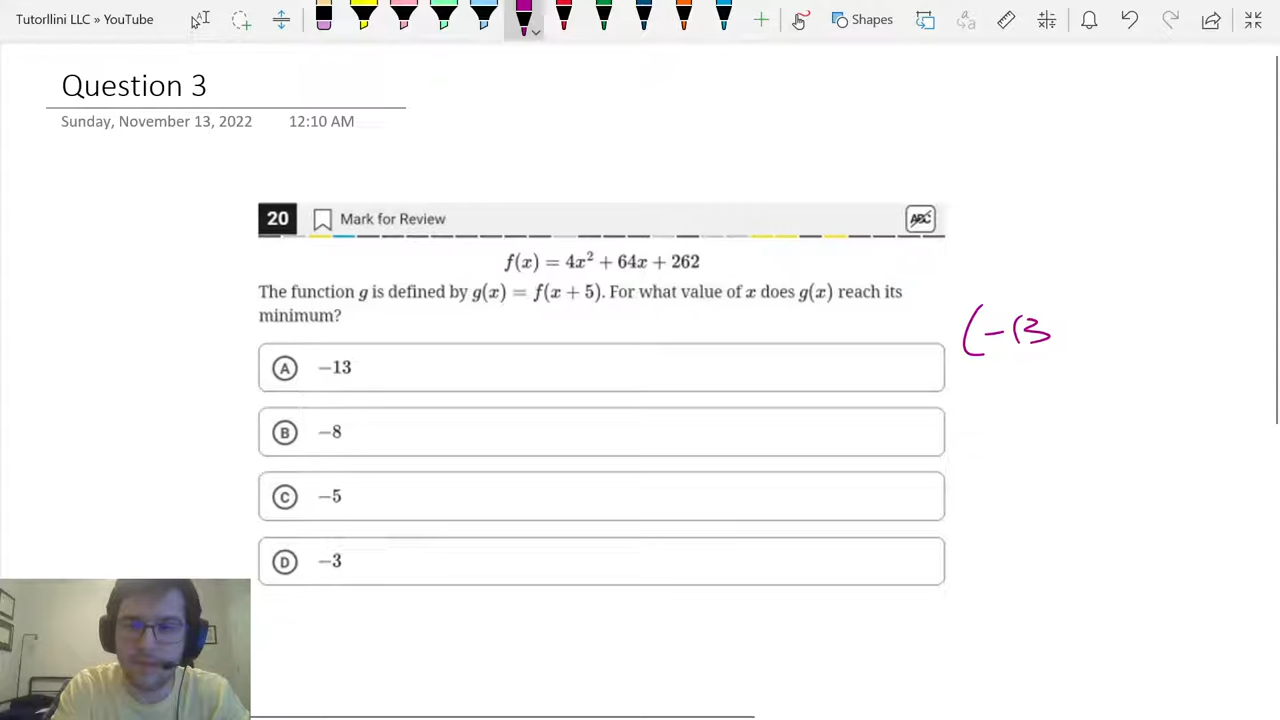 Tutorllini LLC » YouTube
Shapes
Question 3
Sunday, November 13, 2022 12:10 AM
20 Mark for Review ABC
f(x) = 4x² + 64x + 262
The function g is defined by g(x) = f(x + 5). For what value of x does g(x) reach its
minimum?
(-13
A -13
B -8
C -5
D -3